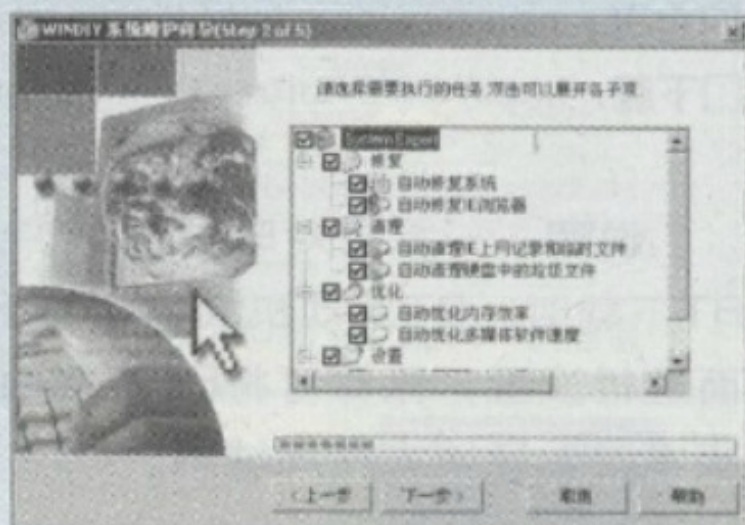 WINDIY 系统维护向导(Step 2 of 5)
请选择需要执行的任务 双击可以展开各子项
System Expert
修复
自动修复系统
自动修复IE浏览器
清理
自动清理IE上网记录和临时文件
自动清理硬盘中的垃圾文件
优化
自动优化内存效率
自动优化多媒体软件速度
设置
<上一步
下一步>
取消
帮助